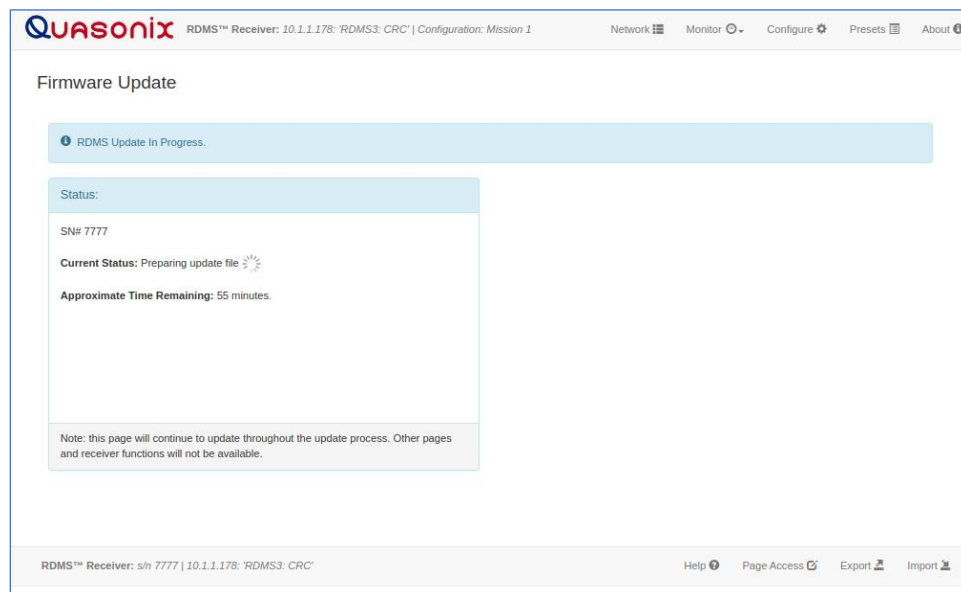 Quasonix RDMS™ Receiver: 10.1.1.178: 'RDMS3: CRC' | Configuration: Mission 1 Network Monitor Configure Presets About
Firmware Update
RDMS Update In Progress.
Status:
SN# 7777
Current Status: Preparing update file
Approximate Time Remaining: 55 minutes.
Note: this page will continue to update throughout the update process. Other pages
and receiver functions will not be available.
RDMS™ Receiver: s/n 7777 | 10.1.1.178: 'RDMS3: CRC' Help Page Access Export Import